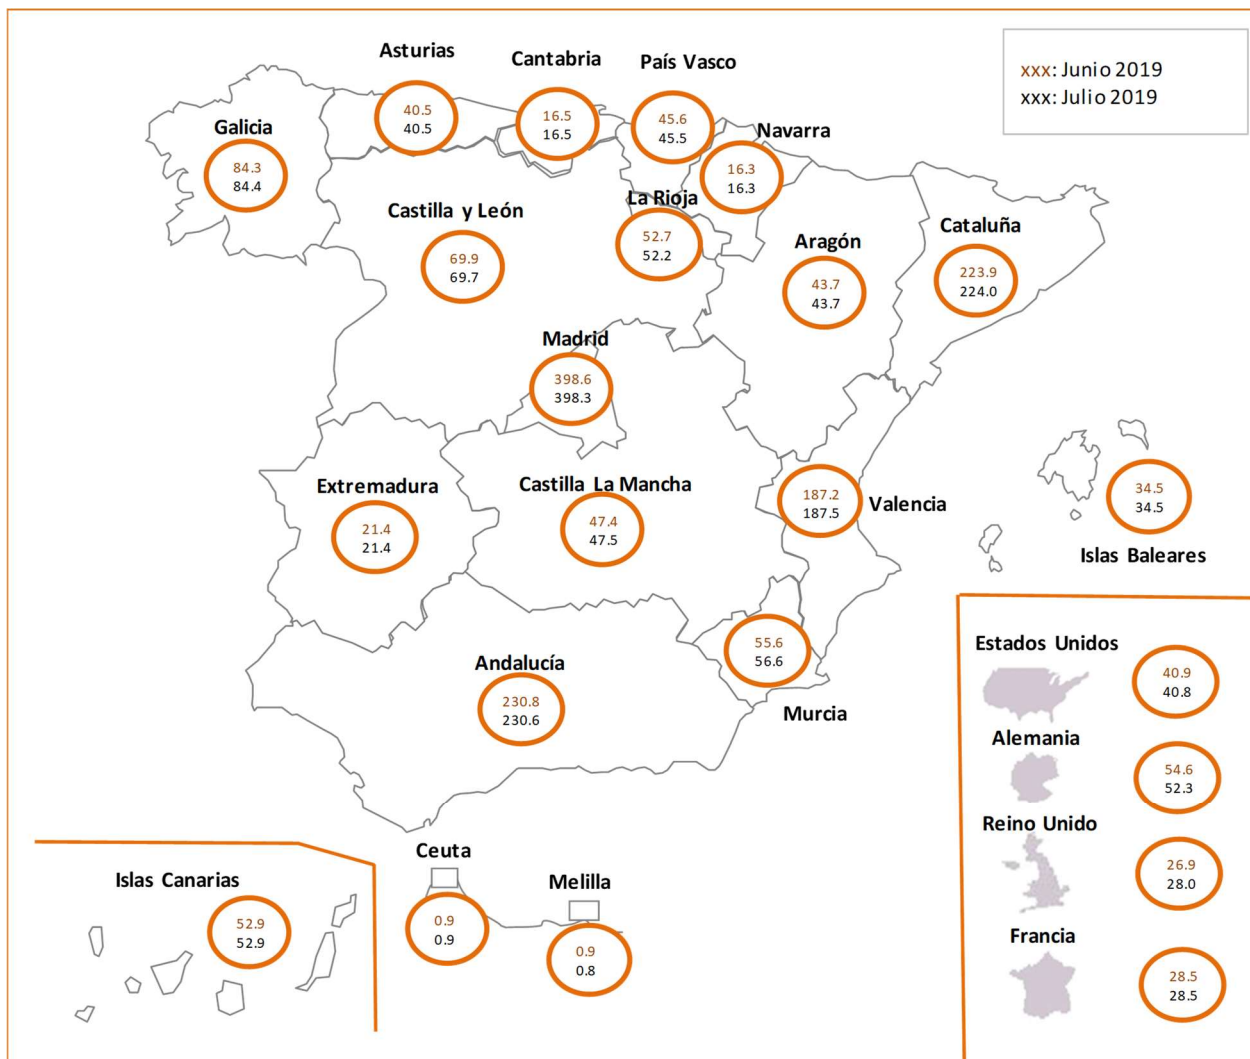 xxx: Junio 2019
xxx: Julio 2019
Asturias
40.5
40.5
Cantabria
16.5
16.5
País Vasco
45.6
45.5
Navarra
16.3
16.3
Galicia
84.3
84.4
Castilla y León
69.9
69.7
La Rioja
52.7
52.2
Aragón
43.7
43.7
Cataluña
223.9
224.0
Madrid
398.6
398.3
Extremadura
21.4
21.4
Castilla La Mancha
47.4
47.5
187.2
187.5
Valencia
34.5
34.5
Islas Baleares
Andalucía
230.8
230.6
55.6
56.6
Murcia
Estados Unidos
40.9
40.8
Alemania
54.6
52.3
Reino Unido
26.9
28.0
Francia
28.5
28.5
Islas Canarias
52.9
52.9
Ceuta
0.9
0.9
Melilla
0.9
0.8